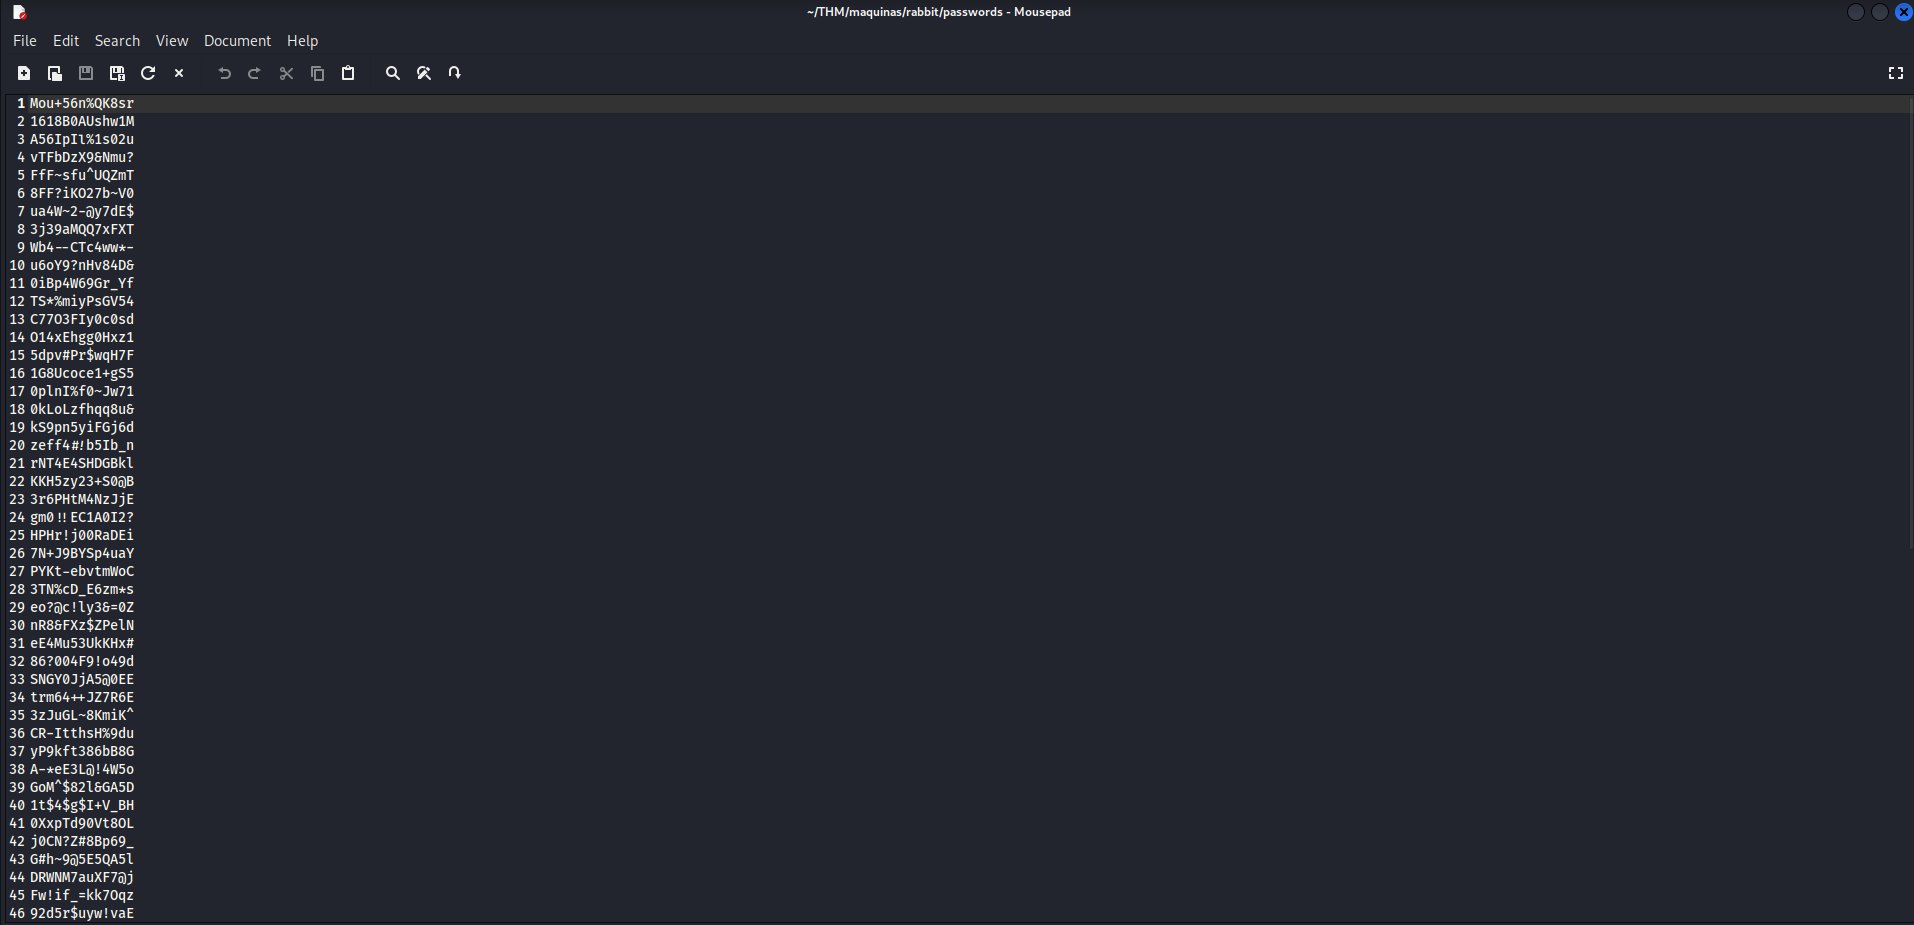 ~/THM/maquinas/rabbit/passwords - Mousepad
File Edit Search View Document Help
1 Mou+56n%QK8sr
2 1618B0AUshw1M
3 A56IpIl%1s02u
4 vTFbDzX9&Nmu?
5 FfF~sfu^UQZmT
6 8FF?iKO27b~V0
7 ua4W~2-@y7dE$
8 3j39aMQQ7xFXT
9 Wb4--CTc4ww*-
10 u6oY9?nHv84D&
11 0iBp4W69Gr_Yf
12 TS*%miyPsGV54
13 C77O3FIy0c0sd
14 O14xEhgg0Hxz1
15 5dpv#Pr$wqH7F
16 1G8Ucoce1+gS5
17 0plnI%f0~Jw71
18 0kLoLzfhqq8u&
19 kS9pn5yiFGj6d
20 zeff4#!b5Ib_n
21 rNT4E4SHDGBkl
22 KKH5zy23+S0@B
23 3r6PHtM4NzJjE
24 gm0!!EC1A0I2?
25 HPHr!j00RaDEi
26 7N+J9BYSp4uaY
27 PYKt-ebvtmWoC
28 3TN%cD_E6zm*s
29 eo?@c!ly3&=0Z
30 nR8&FXz$ZPelN
31 eE4Mu53UkKHx#
32 86?004F9!o49d
33 SNGY0JjA5@0EE
34 trm64++JZ7R6E
35 3zJuGL~8KmiK^
36 CR-ItthsH%9du
37 yP9kft386bB8G
38 A-*eE3L@!4W5o
39 GoM^$82l&GA5D
40 1t$4$g$I+V_BH
41 0XxpTd90Vt8OL
42 j0CN?Z#8Bp69_
43 G#h~9@5E5QA5l
44 DRWNM7auXF7@j
45 Fw!if_=kk7Oqz
46 92d5r$uyw!vaE